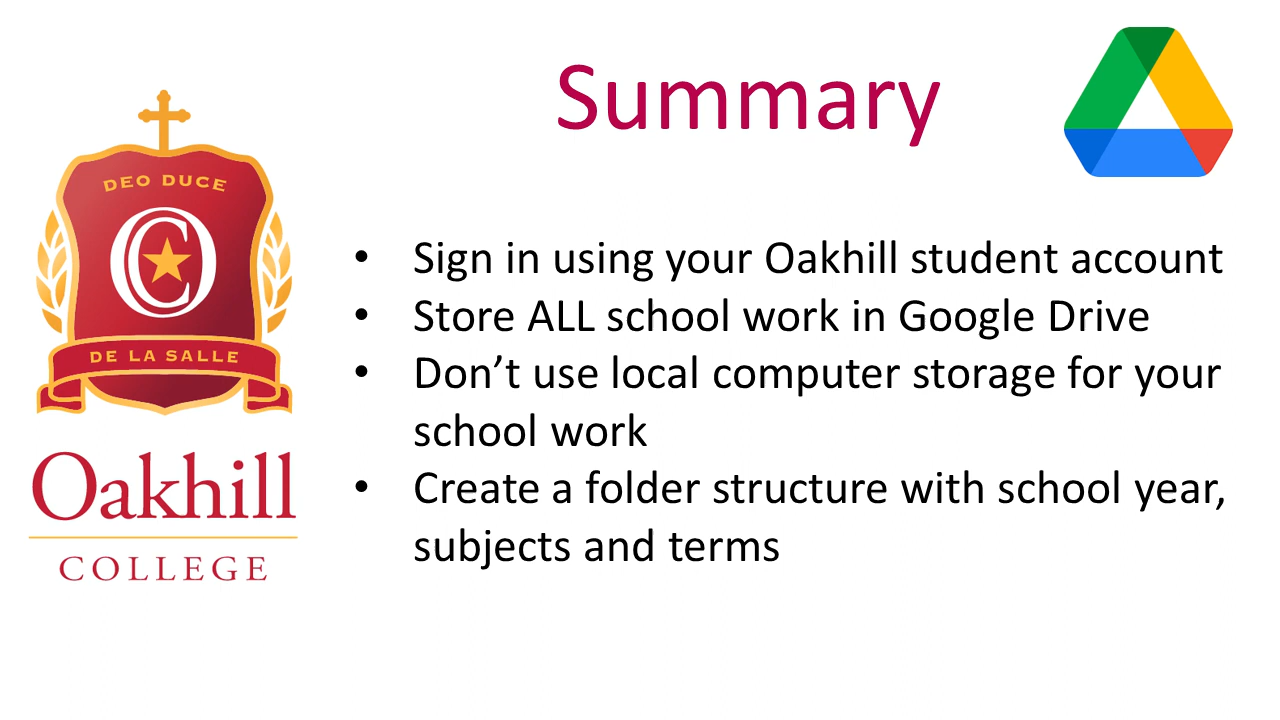 Summary
DEO DUCE
DE LA SALLE
Oakhill
COLLEGE
• Sign in using your Oakhill student account
• Store ALL school work in Google Drive
• Don’t use local computer storage for your
school work
• Create a folder structure with school year,
subjects and terms